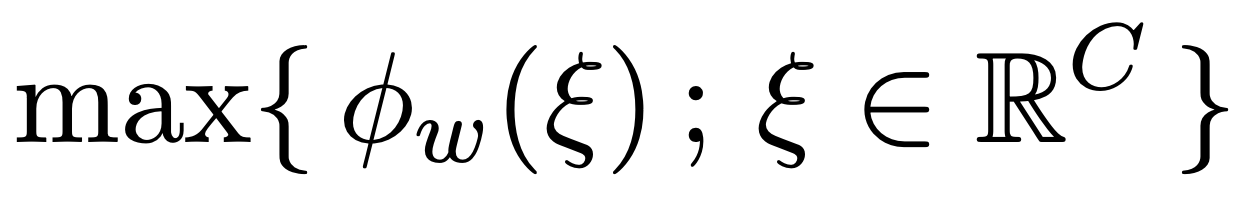 max{ ϕ_w(ξ) ; ξ ∈ ℝ^C }